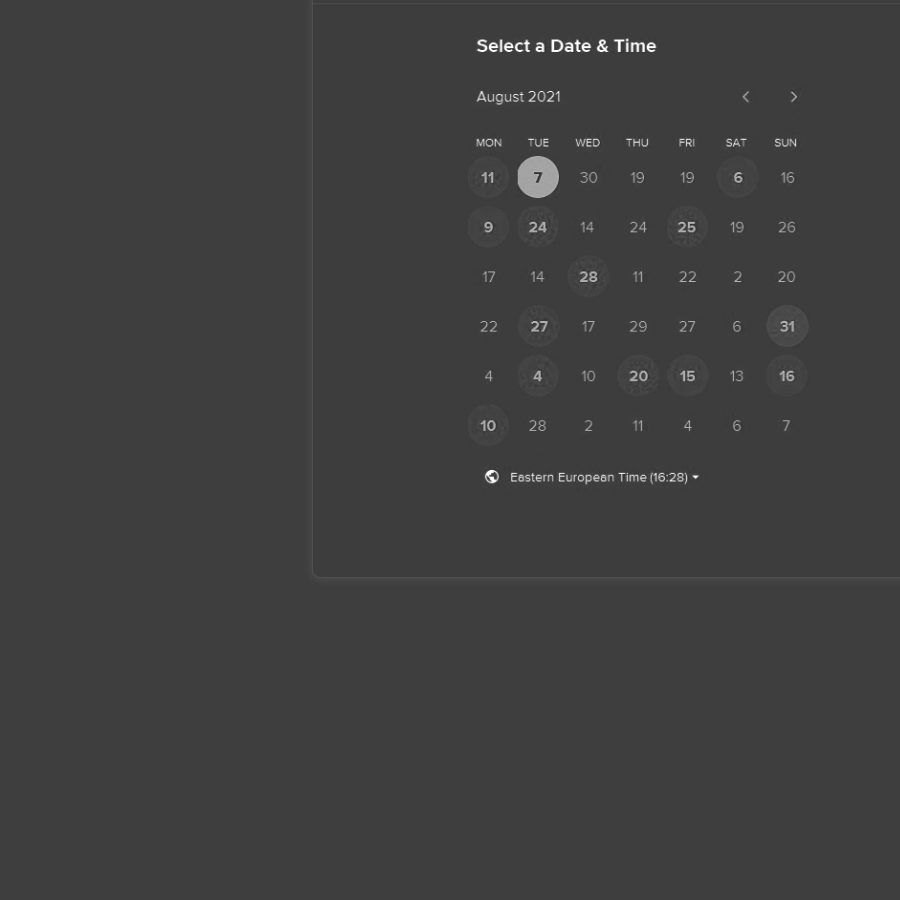 Select a Date & Time
August 2021
MON TUE WED THU FRI SAT SUN
11 7 30 19 19 6 16
9 24 14 24 25 19 26
17 14 28 11 22 2 20
22 27 17 29 27 6 31
4 4 10 20 15 13 16
10 28 2 11 4 6 7
Eastern European Time (16:28)